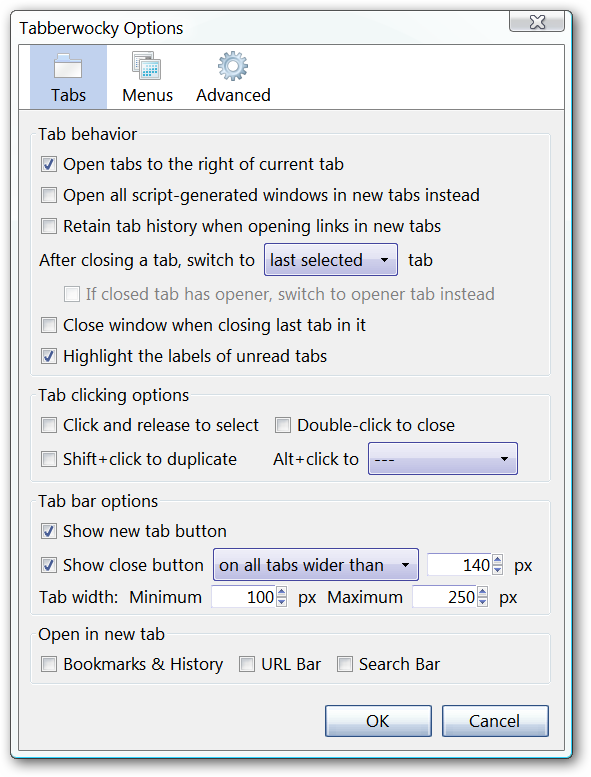 Tabberwocky Options
Tabs Menus Advanced
Tab behavior
Open tabs to the right of current tab
Open all script-generated windows in new tabs instead
Retain tab history when opening links in new tabs
After closing a tab, switch to last selected tab
If closed tab has opener, switch to opener tab instead
Close window when closing last tab in it
Highlight the labels of unread tabs
Tab clicking options
Click and release to select Double-click to close
Shift+click to duplicate Alt+click to ---
Tab bar options
Show new tab button
Show close button on all tabs wider than 140 px
Tab width: Minimum 100 px Maximum 250 px
Open in new tab
Bookmarks & History URL Bar Search Bar
OK Cancel